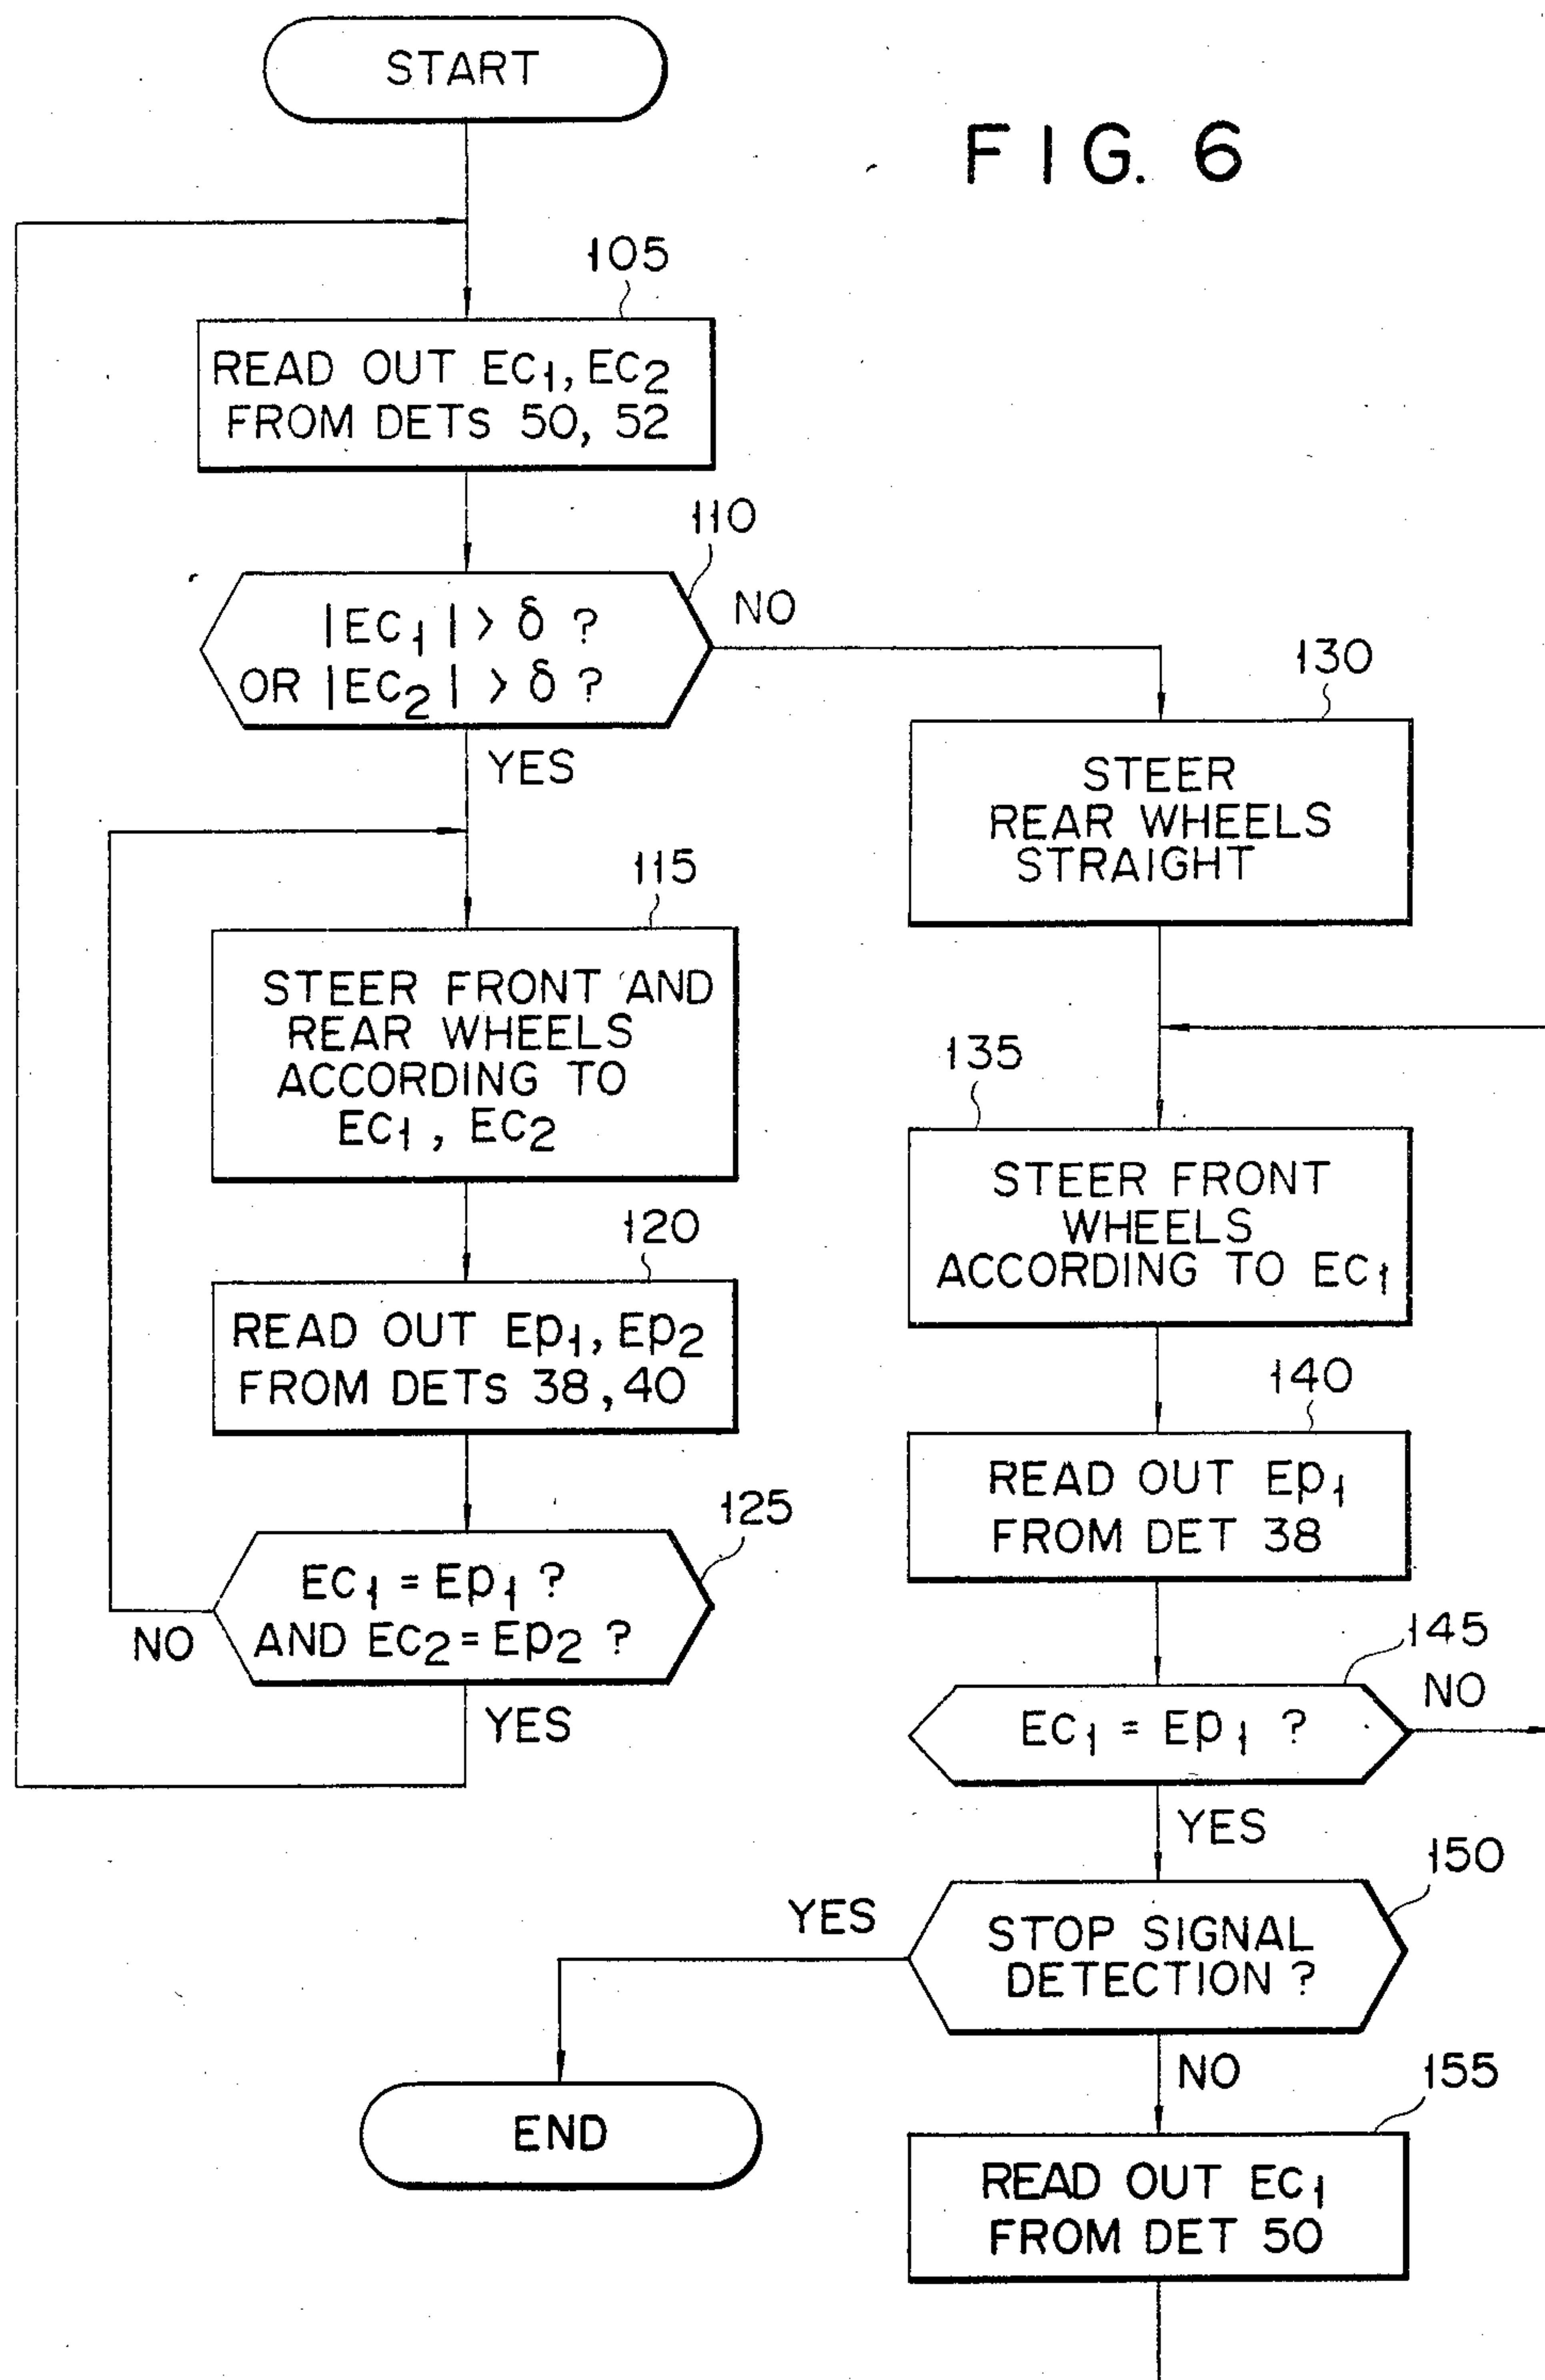 START
FIG. 6
105
READ OUT EC1, EC2
FROM DETS 50, 52
110
|EC1| > δ ?
OR |EC2| > δ ?
NO
YES
115
STEER FRONT AND
REAR WHEELS
ACCORDING TO
EC1, EC2
120
READ OUT EP1, EP2
FROM DETS 38, 40
125
EC1 = EP1 ?
AND EC2 = EP2 ?
NO
YES
130
STEER
REAR WHEELS
STRAIGHT
135
STEER FRONT
WHEELS
ACCORDING TO EC1
140
READ OUT EP1
FROM DET 38
145
EC1 = EP1 ?
NO
YES
150
STOP SIGNAL
DETECTION ?
YES
END
NO
155
READ OUT EC1
FROM DET 50